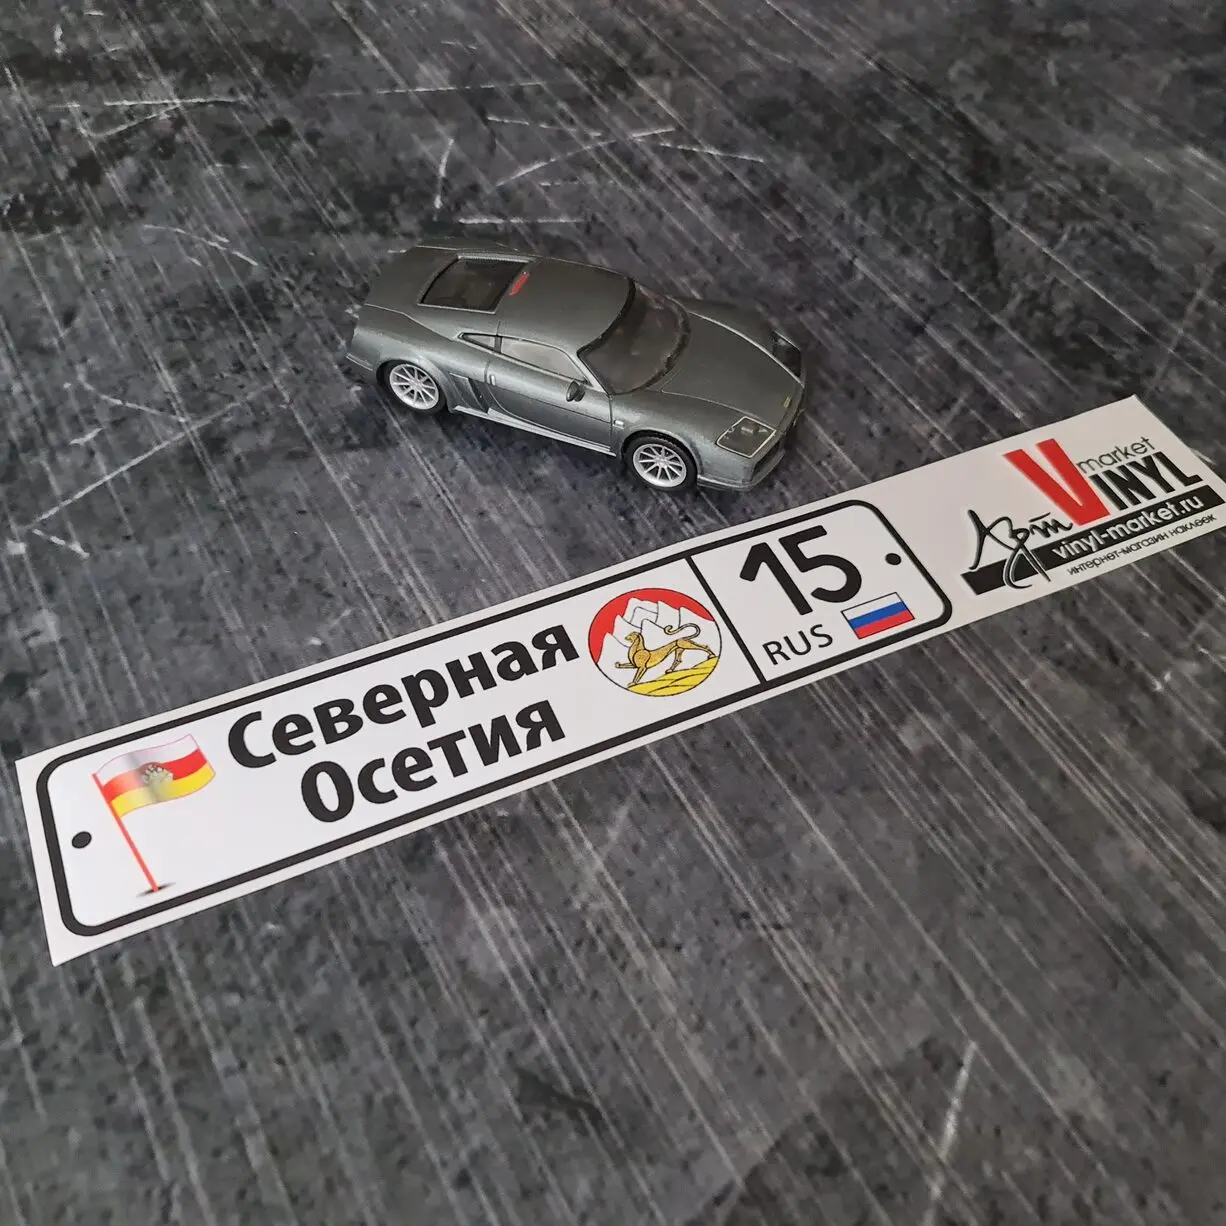 Северная
Осетия
15
RUS
market
VINYL
Арт
vinyl-market.ru
интернет-магазин наклеек